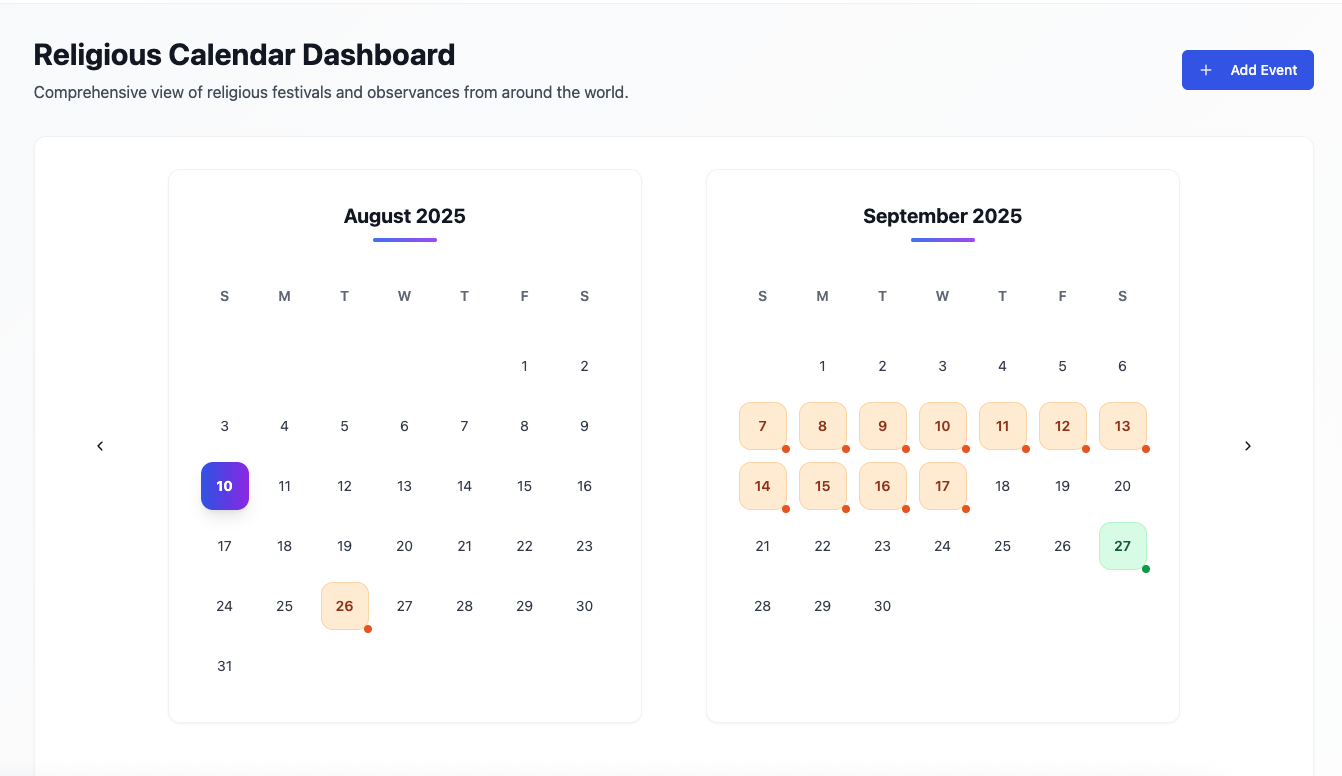 Religious Calendar Dashboard
Comprehensive view of religious festivals and observances from around the world.
+ Add Event
August 2025
S M T W T F S
1 2
3 4 5 6 7 8 9
10 11 12 13 14 15 16
17 18 19 20 21 22 23
24 25 26 27 28 29 30
31
September 2025
S M T W T F S
1 2 3 4 5 6
7 8 9 10 11 12 13
14 15 16 17 18 19 20
21 22 23 24 25 26 27
28 29 30